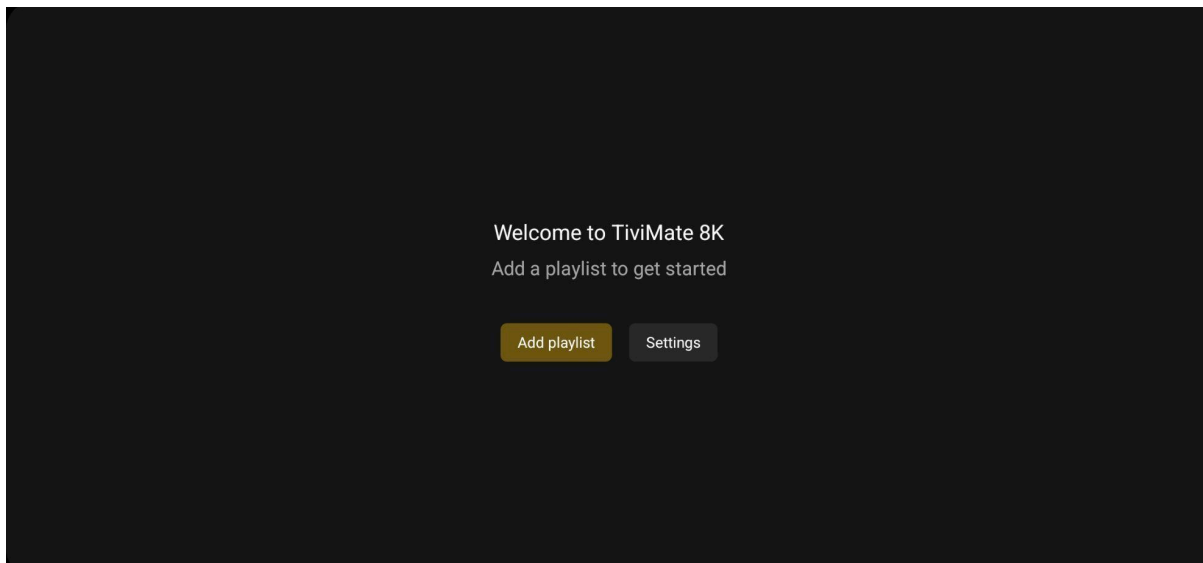 Welcome to TiviMate 8K
Add a playlist to get started
Add playlist Settings